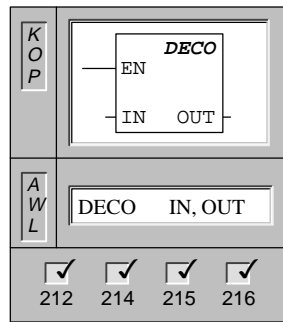 K
O
P
DECO
EN
IN OUT
A
W
L
DECO IN, OUT
212 214 215 216